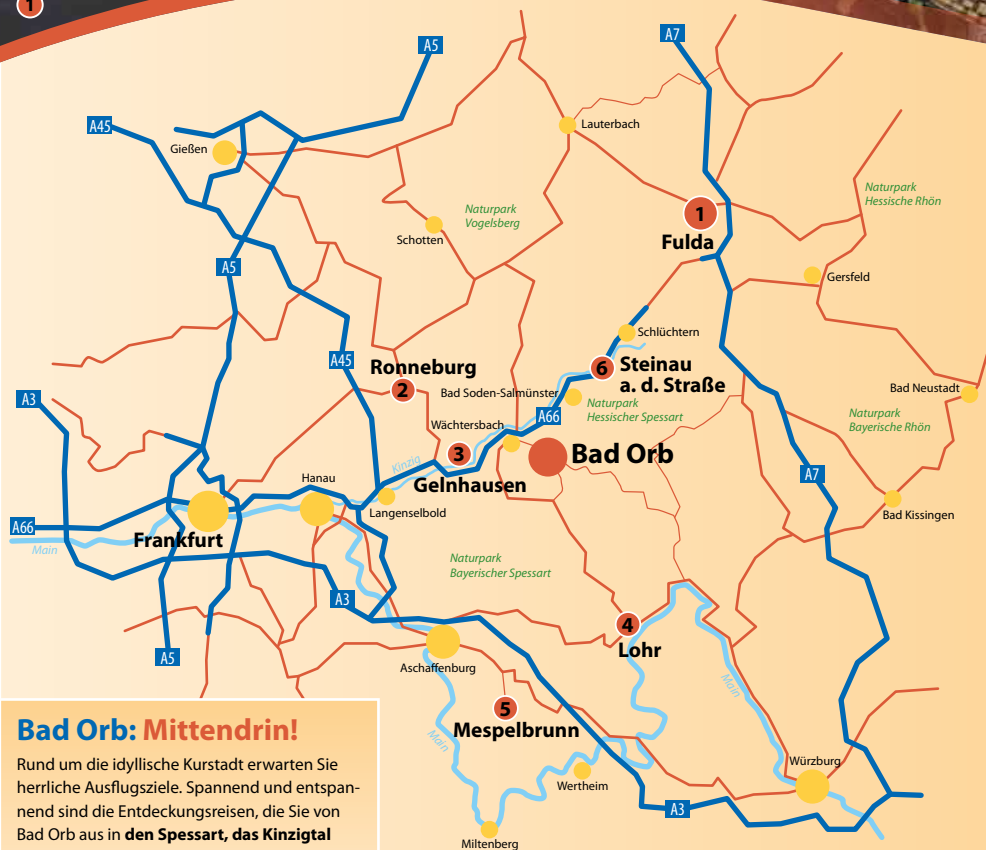 1
A7
A5
A45
Lauterbach
Gießen
Naturpark
Hessische Rhön
Naturpark
Vogelsberg
1
Fulda
Schotten
A5
Gersfeld
Schlüchtern
A45
Ronneburg
2
6
Steinau
a. d. Straße
Bad Soden-Salmünster
Naturpark
Hessischer Spessart
Bad Neustadt
A3
A66
Naturpark
Bayerische Rhön
Wächtersbach
3
Bad Orb
Kinzig
Gelnhausen
A7
Hanau
Langenselbold
Bad Kissingen
A66
Frankfurt
Main
Naturpark
Bayerischer Spessart
A3
4
Lohr
A5
Aschaffenburg
Main
5
Mespelbrunn
Main
Würzburg
Wertheim
A3
Miltenberg
Bad Orb: Mittendrin!
Rund um die idyllische Kurstadt erwarten Sie
herrliche Ausflugsziele. Spannend und entspan-
nend sind die Entdeckungsreisen, die Sie von
Bad Orb aus in den Spessart, das Kinzigtal